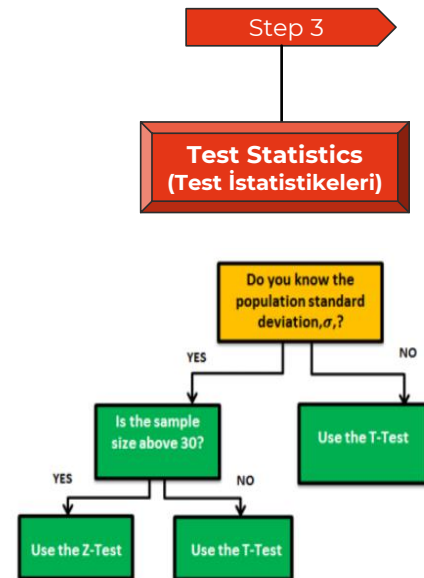 Step 3
Test Statistics
(Test İstatistikeleri)
Do you know the
population standard
deviation,σ,?
YES
NO
Is the sample
size above 30?
Use the T-Test
YES
NO
Use the Z-Test
Use the T-Test